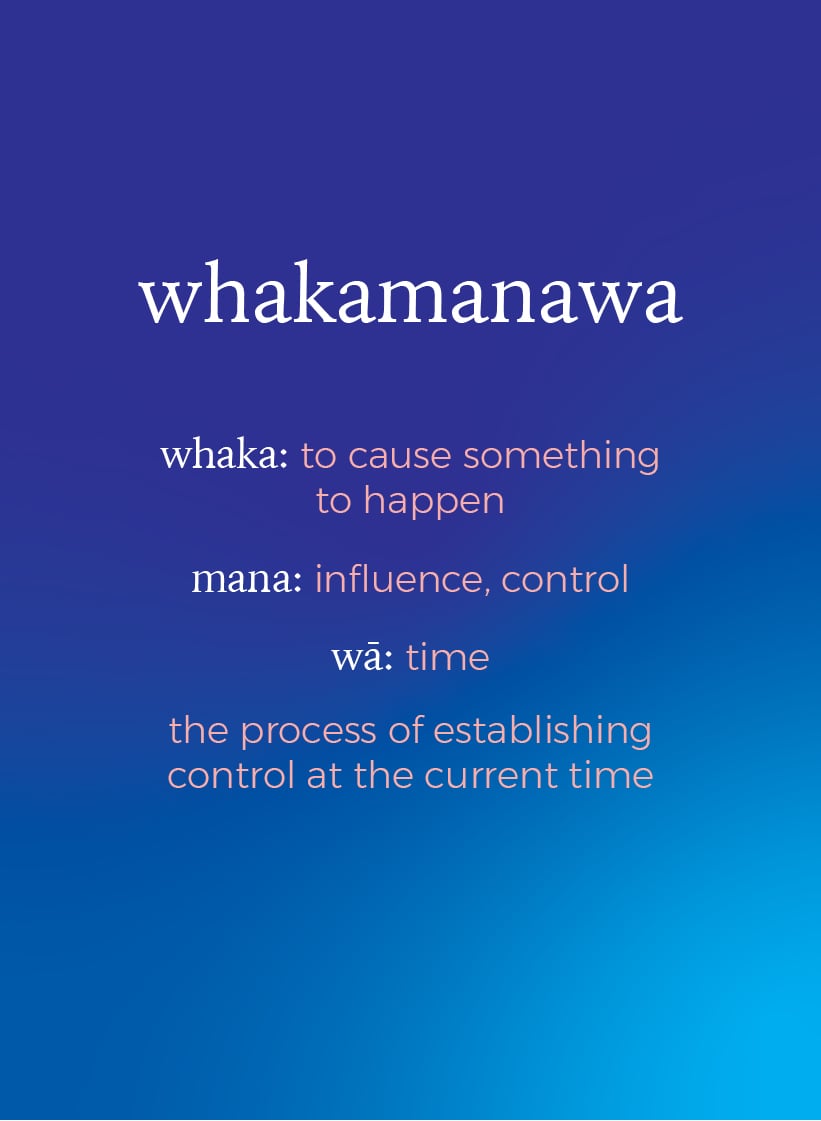 whakamanawa
whaka: to cause something
to happen
mana: influence, control
wā: time
the process of establishing
control at the current time